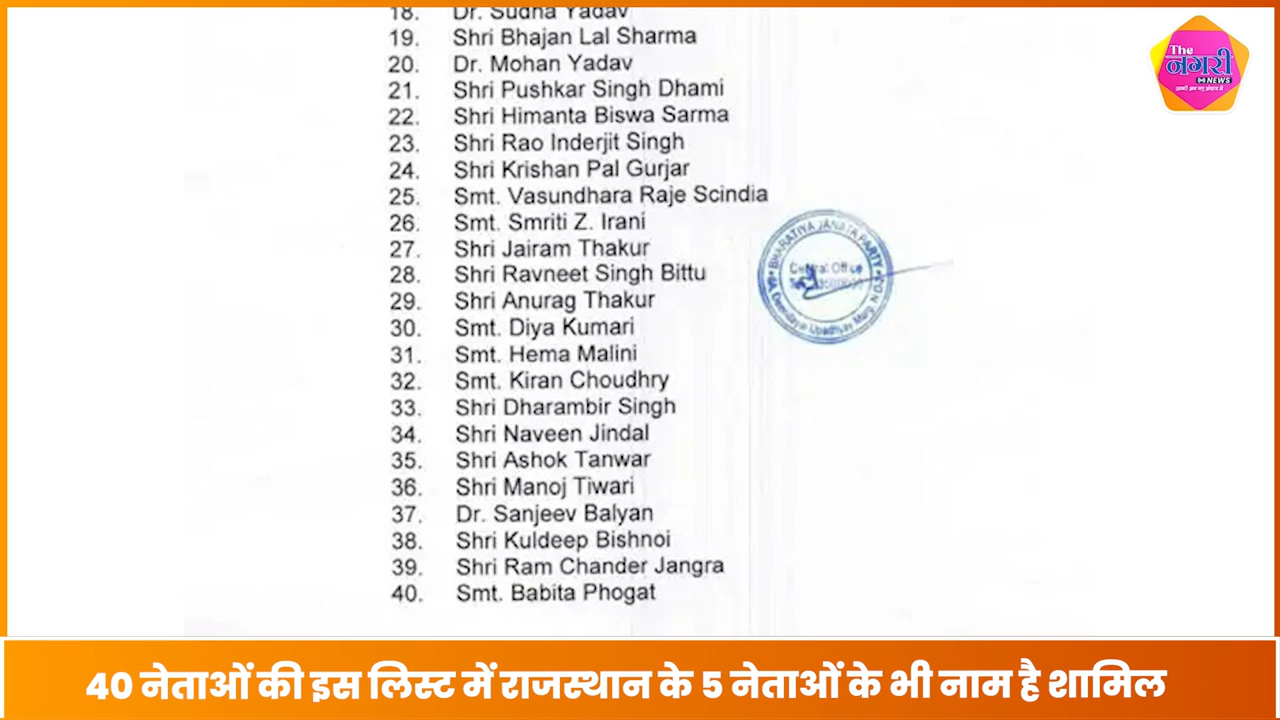 18. Dr. Sudha Yadav
19. Shri Bhajan Lal Sharma
20. Dr. Mohan Yadav
21. Shri Pushkar Singh Dhami
22. Shri Himanta Biswa Sarma
23. Shri Rao Inderjit Singh
24. Shri Krishan Pal Gurjar
25. Smt. Vasundhara Raje Scindia
26. Smt. Smriti Z. Irani
27. Shri Jairam Thakur
28. Shri Ravneet Singh Bittu
29. Shri Anurag Thakur
30. Smt. Diya Kumari
31. Smt. Hema Malini
32. Smt. Kiran Choudhry
33. Shri Dharambir Singh
34. Shri Naveen Jindal
35. Shri Ashok Tanwar
36. Shri Manoj Tiwari
37. Dr. Sanjeev Balyan
38. Shri Kuldeep Bishnoi
39. Shri Ram Chander Jangra
40. Smt. Babita Phogat
BHARATIYA JANATA PARTY
Central Office
Upadhyay Marg
The
नगरी
NEWS
40 नेताओं की इस लिस्ट में राजस्थान के 5 नेताओं के भी नाम है शामिल